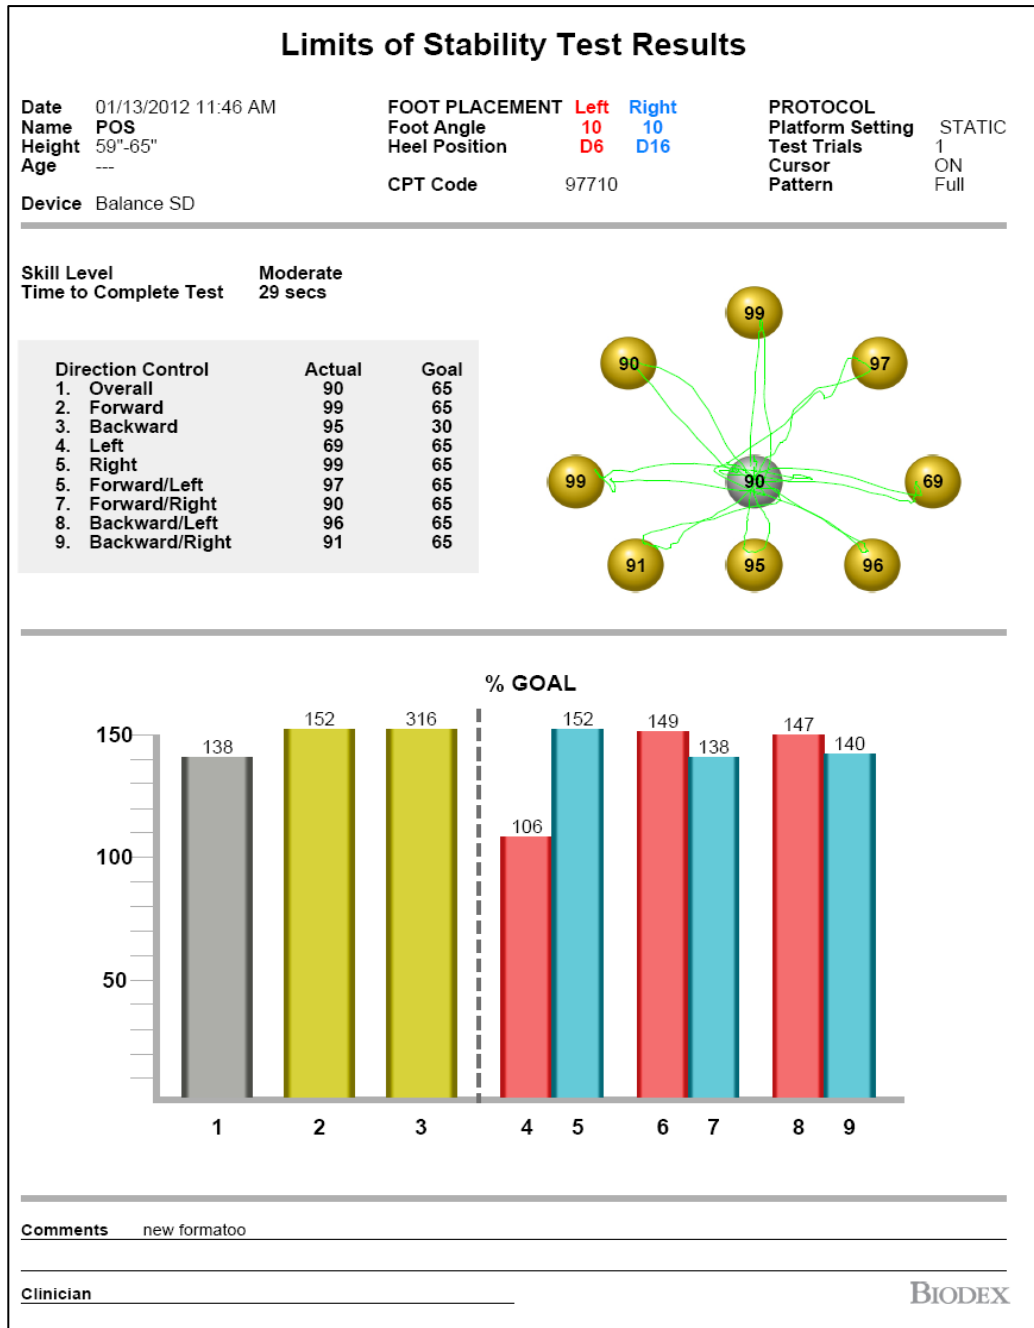 Limits of Stability Test Results
Date 01/13/2012 11:46 AM
Name POS
Height 59"-65"
Age ---
Device Balance SD
FOOT PLACEMENT Left Right
Foot Angle 10 10
Heel Position D6 D16
CPT Code 97710
PROTOCOL
Platform Setting STATIC
Test Trials 1
Cursor ON
Pattern Full
Skill Level Moderate
Time to Complete Test 29 secs
Direction Control Actual Goal
1. Overall 90 65
2. Forward 99 65
3. Backward 95 30
4. Left 69 65
5. Right 99 65
5. Forward/Left 97 65
7. Forward/Right 90 65
8. Backward/Left 96 65
9. Backward/Right 91 65
99
90 97
99 90 69
91 95 96
% GOAL
150
100
50
138 152 316 106 152 149 138 147 140
1 2 3 4 5 6 7 8 9
Comments new formatoo
Clinician
BIODEX